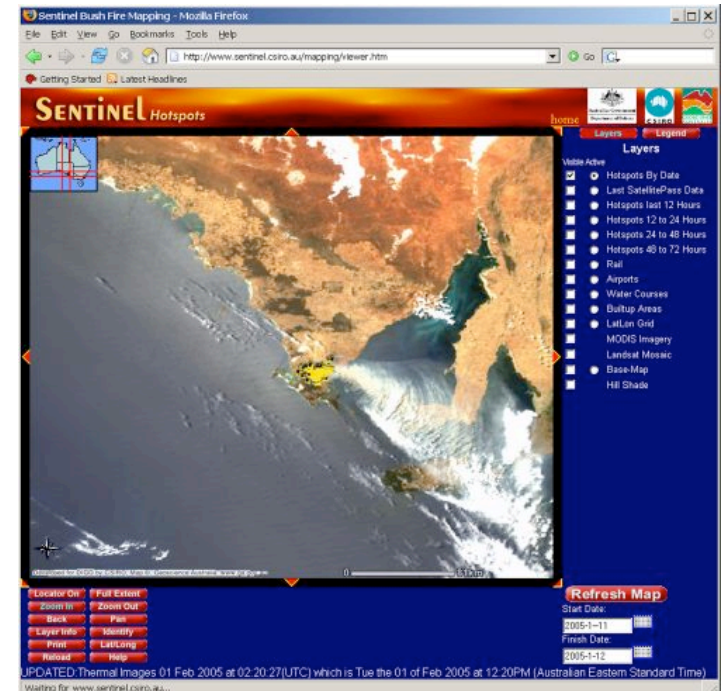 Sentinel Bush Fire Mapping - Mozilla Firefox
File Edit View Go Bookmarks Tools Help
http://www.sentinel.csiro.au/mapping/viewer.htm
Go
Getting Started Latest Headlines
SENTINEL Hotspots
home
CSIRO
Layers Legend
Layers
Visible Active
Hotspots By Date
Last SatellitePass Data
Hotspots last 12 Hours
Hotspots 12 to 24 Hours
Hotspots 24 to 48 Hours
Hotspots 48 to 72 Hours
Rail
Airports
Water Courses
Builtup Areas
LatLon Grid
MODIS Imagery
Landsat Mosaic
Base-Map
Hill Shade
0 51km
Locator On Full Extent
Zoom In Zoom Out
Back Pan
Layer Info Identify
Print Lat/Long
Reload Help
Refresh Map
Start Date:
2005-1-11
Finish Date:
2005-1-12
UPDATED:Thermal Images 01 Feb 2005 at 02:20:27(UTC) which is Tue the 01 of Feb 2005 at 12:20PM (Australian Eastern Standard Time)
Waiting for www.sentinel.csiro.au...